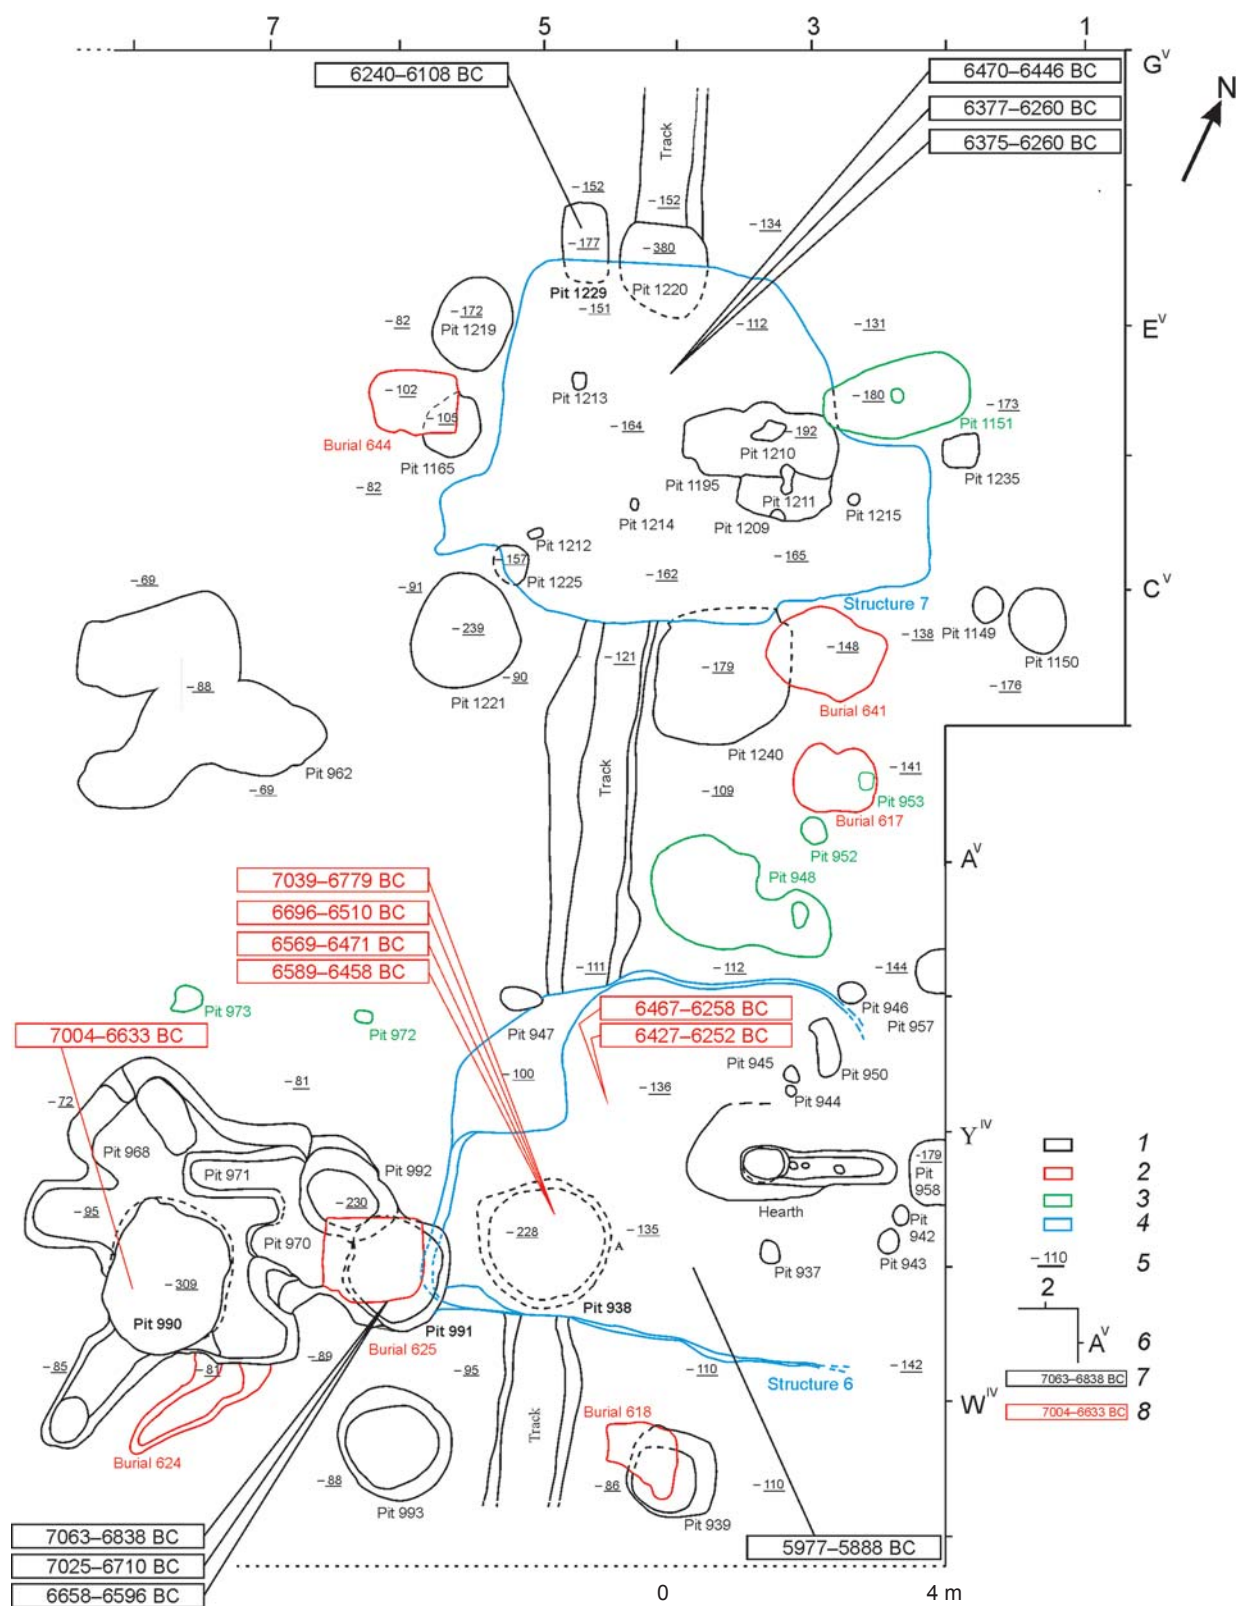 7 5 3 1
G^V
6240–6108 BC
6470–6446 BC
N
6377–6260 BC
Track
6375–6260 BC
–152
–152
–134
–177
–380
Pit 1229
Pit 1220
–151
–172
–82
Pit 1219
–112
–131
E^V
–102
Pit 1213
–180
–173
–105
–164
–192
Pit 1151
Burial 644
Pit 1210
Pit 1165
Pit 1195
Pit 1235
–82
Pit 1211
Pit 1214
Pit 1209
Pit 1215
Pit 1212
–157
–165
–69
–91
Pit 1225
–162
C^V
Structure 7
–239
–138
Pit 1149
–121
–179
–148
Pit 1150
–90
–88
–176
Pit 1221
Burial 641
Pit 1240
Pit 962
–141
–69
Track
–109
Pit 953
Burial 617
Pit 952
A^V
Pit 948
7039–6779 BC
6696–6510 BC
6569–6471 BC
6589–6458 BC
–111
–112
–144
Pit 973
Pit 946
6467–6258 BC
Pit 972
Pit 947
Pit 957
7004–6633 BC
6427–6252 BC
Pit 945
–100
Pit 950
–81
–136
–72
Pit 944
Y^IV
Pit 968
1
–179
Pit 992
Pit
Pit 971
958
2
–230
3
–95
Hearth
Pit
–228
–135
942
4
A
Pit 970
–110
5
Pit 943
Pit 937
–309
2
Pit 938
Pit 990
Pit 991
A^V
6
Burial 625
–89
–85
–81
–95
–110
–142
7063–6838 BC
7
Structure 6
W^IV
7004–6633 BC
8
Burial 618
Track
Burial 624
–88
–86
–110
Pit 993
Pit 939
7063–6838 BC
5977–5888 BC
7025–6710 BC
6658–6596 BC
0 4 m